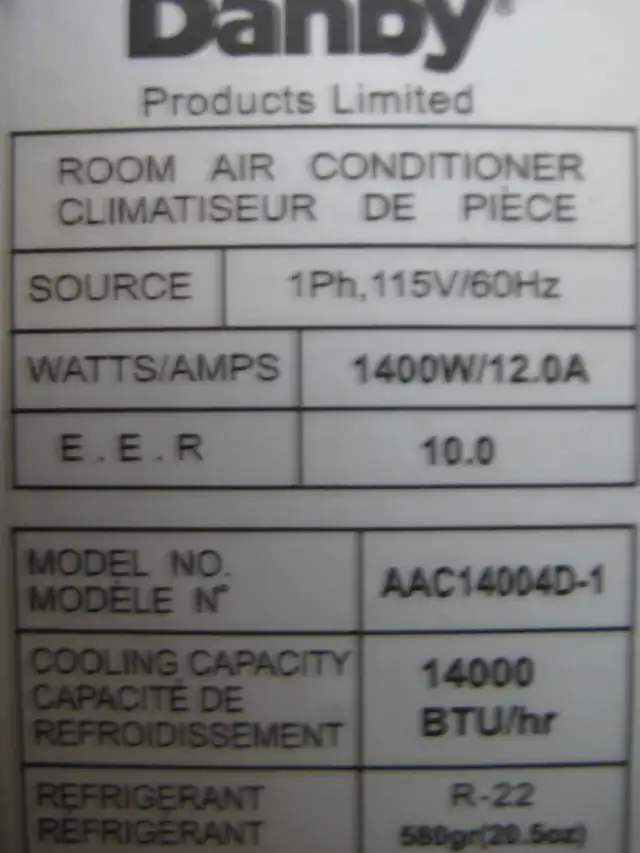 Danby®
Products Limited
ROOM AIR CONDITIONER
CLIMATISEUR DE PIÈCE
SOURCE 1Ph,115V/60Hz
WATTS/AMPS 1400W/12.0A
E.E.R 10.0
MODEL NO.
MODÈLE N° AAC14004D-1
COOLING CAPACITY 14000
CAPACITÉ DE BTU/hr
REFROIDISSEMENT
REFRIGERANT R-22
RÉFRIGÉRANT 580gr(20.5oz)